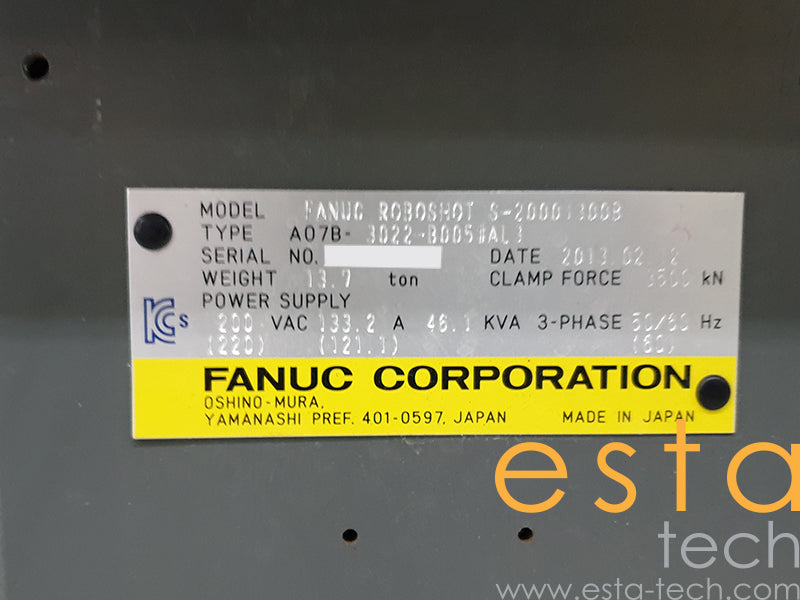 MODEL FANUC ROBOSHOT S-2000i300B
TYPE A07B- 3022-B005#AL3
SERIAL NO. DATE 2013.02.
WEIGHT 13.7 ton CLAMP FORCE kN
POWER SUPPLY
200 VAC 133.2 A 46.1 KVA 3-PHASE 50/60 Hz
(220) (121.1) (60)
KCs
FANUC CORPORATION
OSHINO-MURA,
YAMANASHI PREF. 401-0597, JAPAN MADE IN JAPAN
esta
tech
www.esta-tech.com